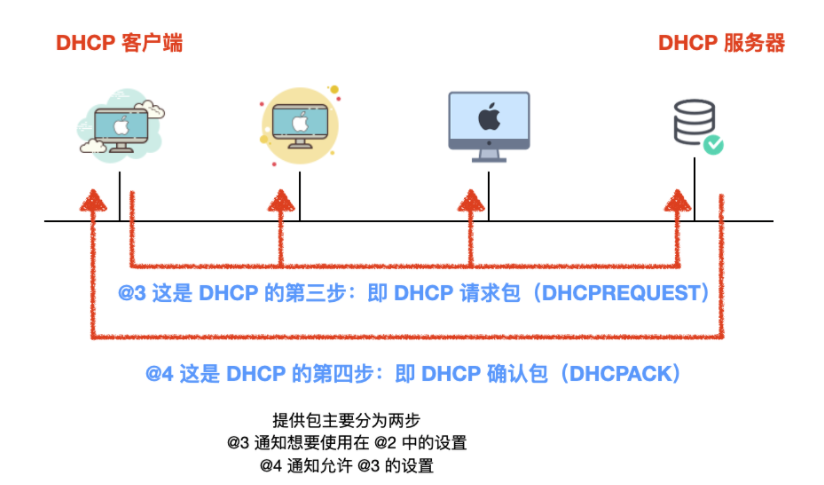 DHCP 客户端
DHCP 服务器
@3 这是 DHCP 的第三步：即 DHCP 请求包（DHCPREQUEST）
@4 这是 DHCP 的第四步：即 DHCP 确认包（DHCPACK）
提供包主要分为两步
@3 通知想要使用在 @2 中的设置
@4 通知允许 @3 的设置